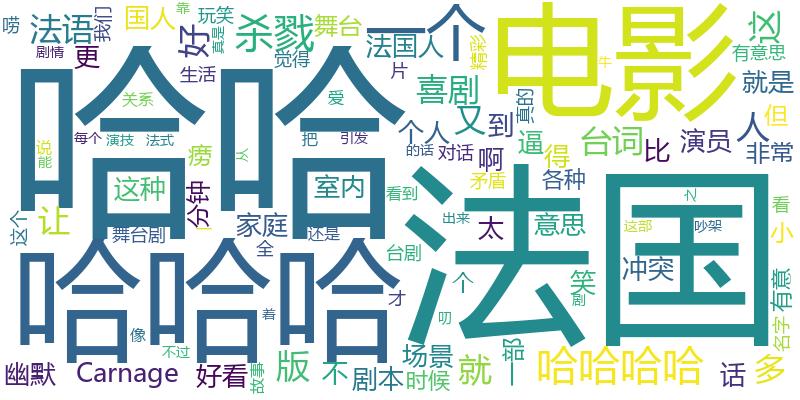 唠
法语
我们
国人
靠
玩笑
真是
好
剧情
更
生活
杀戮
舞台
觉得
一个
法国人
片
精彩
电影
牛
这
有意思
就是
哈哈
关系
每个
演技
法式
爱
把
引发
喜剧
又
到
真的
个人
的话
对话
啊
逼
得
台词
比
演员
人
但
非常
说
能
痨
从
这种
室内
看到
矛盾
各种
法国
分钟
让
这个
舞台剧
家庭
全
还是
台剧
太
出来
意思
个
笑
剧
冲突
这部
之
吵架
看
小
有意
名字
哈哈哈
像
不过
着
才
叨
幽默
Carnage
好看
故事
版
不
剧本
场景
时候
就
一部
哈哈哈哈
话
多